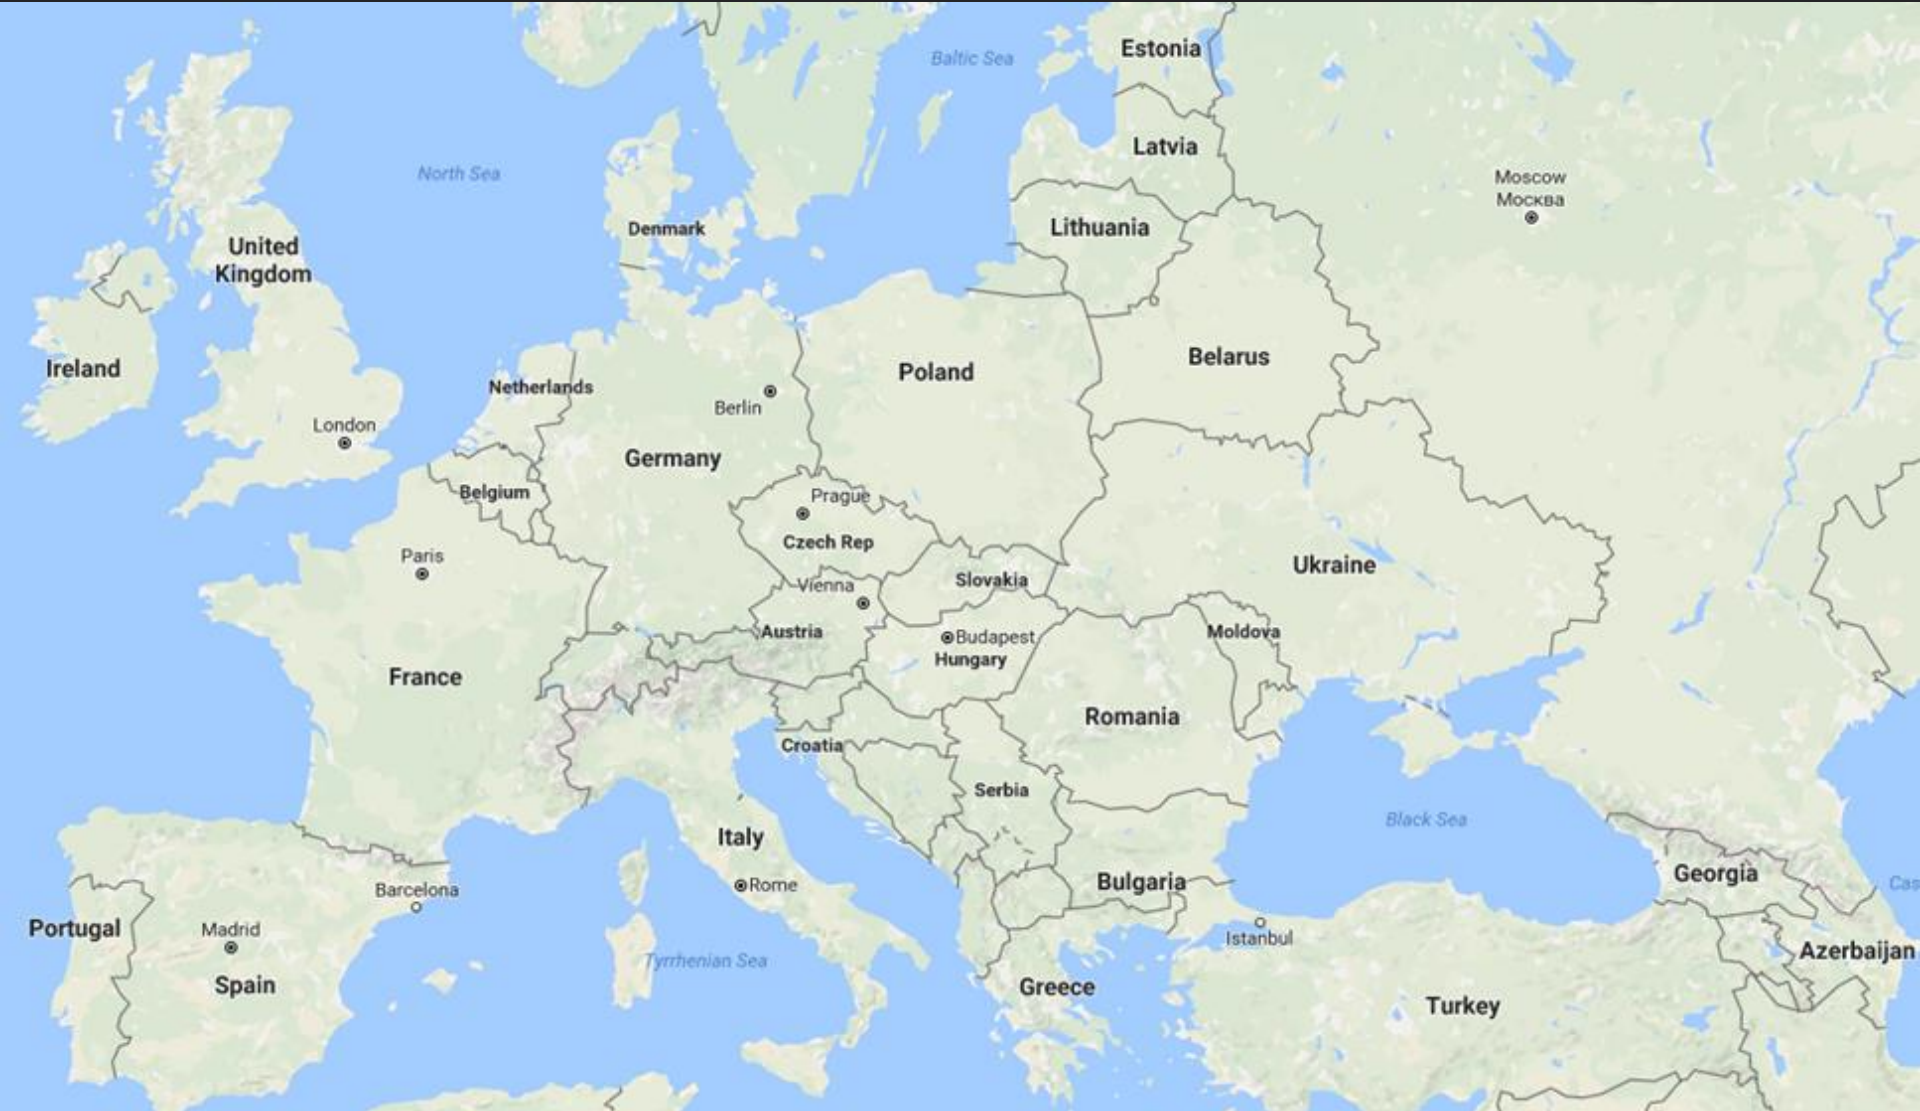 Estonia
Baltic Sea
Latvia
North Sea
Moscow
Москва
Denmark
Lithuania
United
Kingdom
Ireland
Netherlands
Poland
Belarus
Berlin
London
Germany
Belgium
Prague
Czech Rep
Paris
Ukraine
Slovakia
Vienna
Austria
Budapest
Hungary
Moldova
France
Romania
Croatia
Serbia
Black Sea
Italy
Georgia
Rome
Bulgaria
Cas
Barcelona
Portugal
Madrid
Istanbul
Azerbaijan
Tyrrhenian Sea
Spain
Greece
Turkey